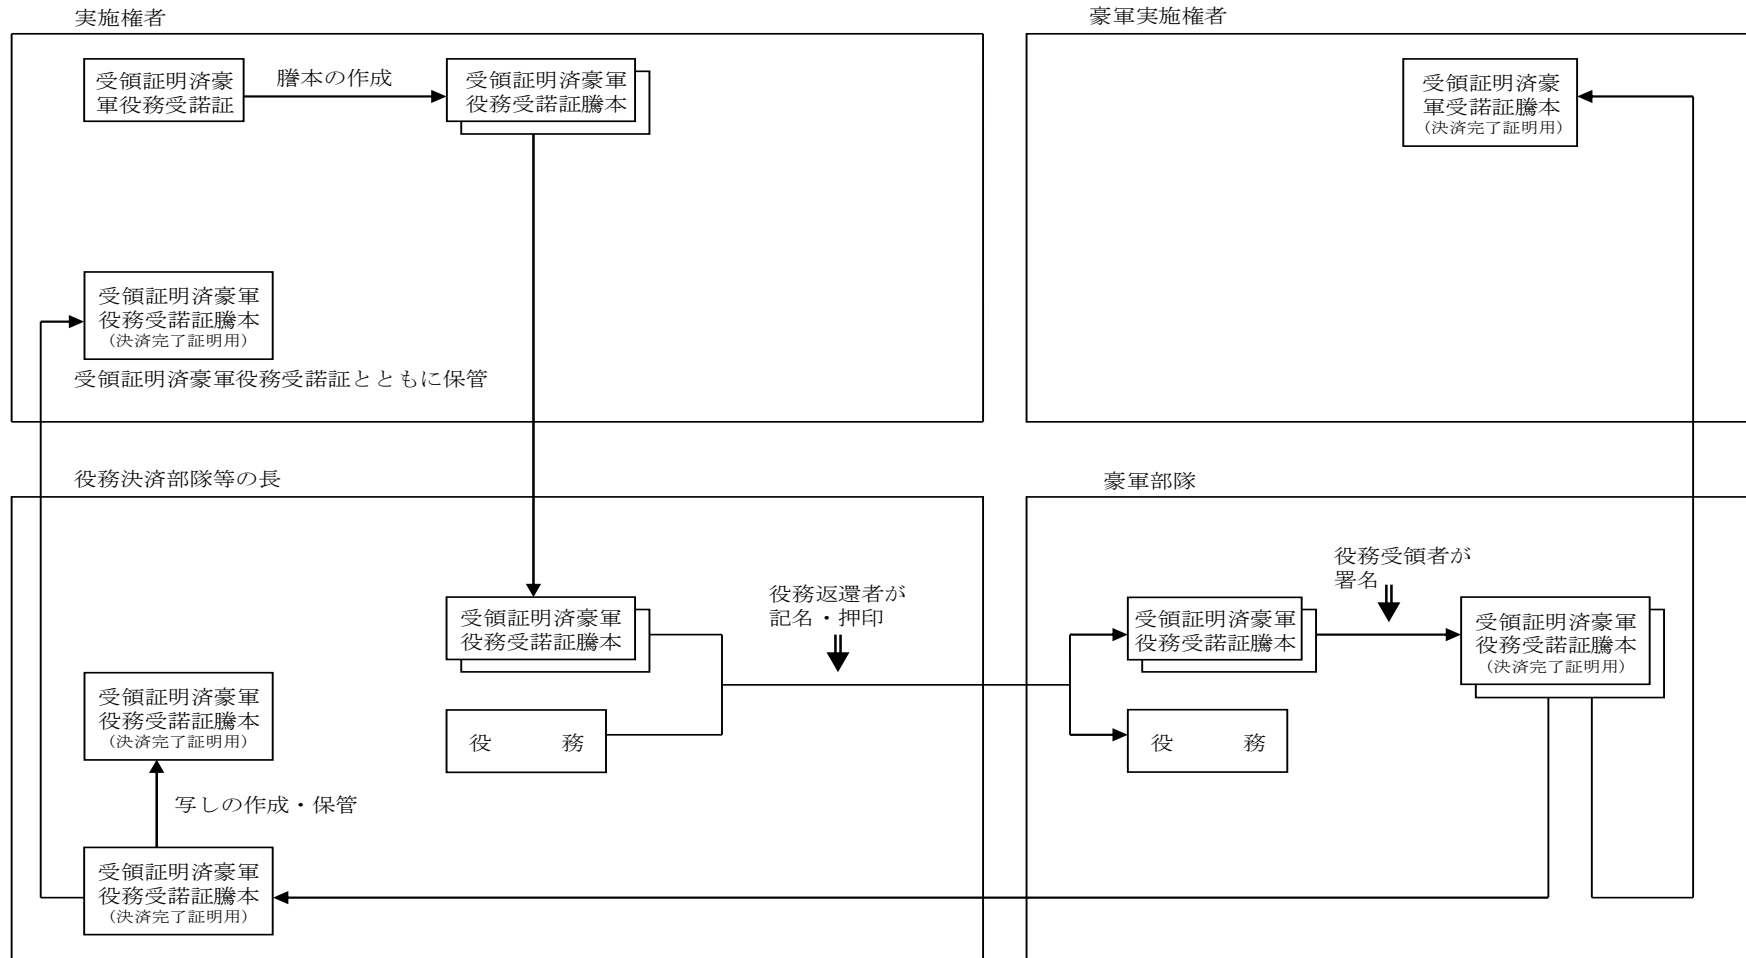 実施権者
受領証明済豪
軍役務受諾証
謄本の作成
受領証明済豪軍
役務受諾証謄本
受領証明済豪軍
役務受諾証謄本
(決済完了証明用)
受領証明済豪軍役務受諾証とともに保管
豪軍実施権者
受領証明済豪
軍受諾証謄本
(決済完了証明用)
役務決済部隊等の長
受領証明済豪軍
役務受諾証謄本
役務返還者が
記名・押印
受領証明済豪軍
役務受諾証謄本
(決済完了証明用)
役　　　務
写しの作成・保管
受領証明済豪軍
役務受諾証謄本
(決済完了証明用)
豪軍部隊
役務受領者が
署名
受領証明済豪軍
役務受諾証謄本
受領証明済豪軍
役務受諾証謄本
(決済完了証明用)
役　　　務